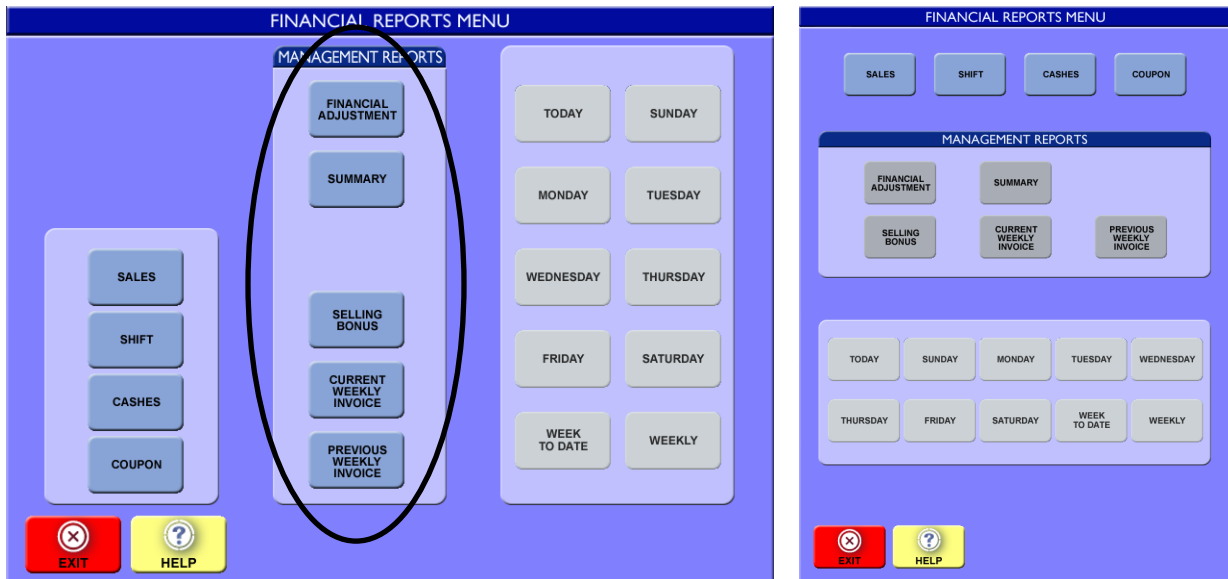 FINANCIAL REPORTS MENU
MANAGEMENT REPORTS
FINANCIAL
ADJUSTMENT
SUMMARY
SELLING
BONUS
CURRENT
WEEKLY
INVOICE
PREVIOUS
WEEKLY
INVOICE
SALES
SHIFT
CASHES
COUPON
TODAY
SUNDAY
MONDAY
TUESDAY
WEDNESDAY
THURSDAY
FRIDAY
SATURDAY
WEEK
TO DATE
WEEKLY
EXIT
HELP
FINANCIAL REPORTS MENU
SALES
SHIFT
CASHES
COUPON
MANAGEMENT REPORTS
FINANCIAL
ADJUSTMENT
SUMMARY
SELLING
BONUS
CURRENT
WEEKLY
INVOICE
PREVIOUS
WEEKLY
INVOICE
TODAY
SUNDAY
MONDAY
TUESDAY
WEDNESDAY
THURSDAY
FRIDAY
SATURDAY
WEEK
TO DATE
WEEKLY
EXIT
HELP